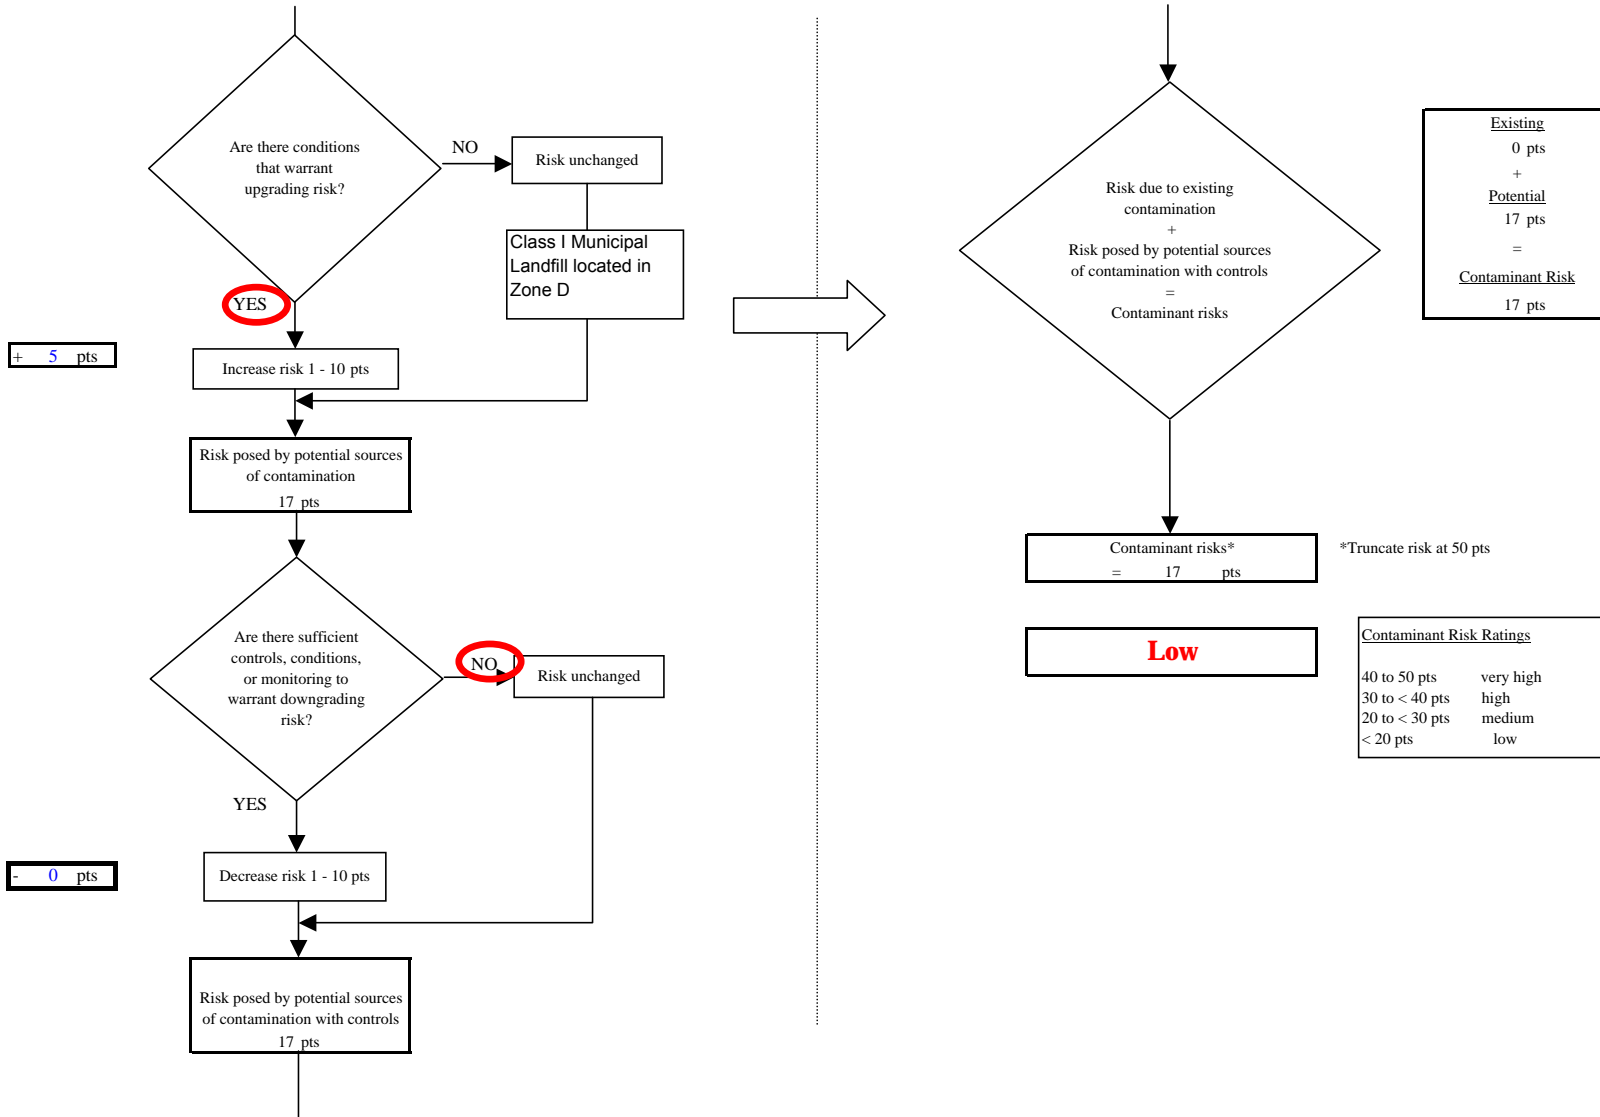 Are there conditions
that warrant
upgrading risk?
NO
Risk unchanged
Class I Municipal
Landfill located in
Zone D
YES
+ 5 pts
Increase risk 1 - 10 pts
Risk posed by potential sources
of contamination
17 pts
Are there sufficient
controls, conditions,
or monitoring to
warrant downgrading
risk?
NO
Risk unchanged
YES
- 0 pts
Decrease risk 1 - 10 pts
Risk posed by potential sources
of contamination with controls
17 pts
Risk due to existing
contamination
+
Risk posed by potential sources
of contamination with controls
=
Contaminant risks
Existing
0 pts
+
Potential
17 pts
=
Contaminant Risk
17 pts
Contaminant risks*
= 17 pts
*Truncate risk at 50 pts
Low
Contaminant Risk Ratings
40 to 50 pts very high
30 to < 40 pts high
20 to < 30 pts medium
< 20 pts low